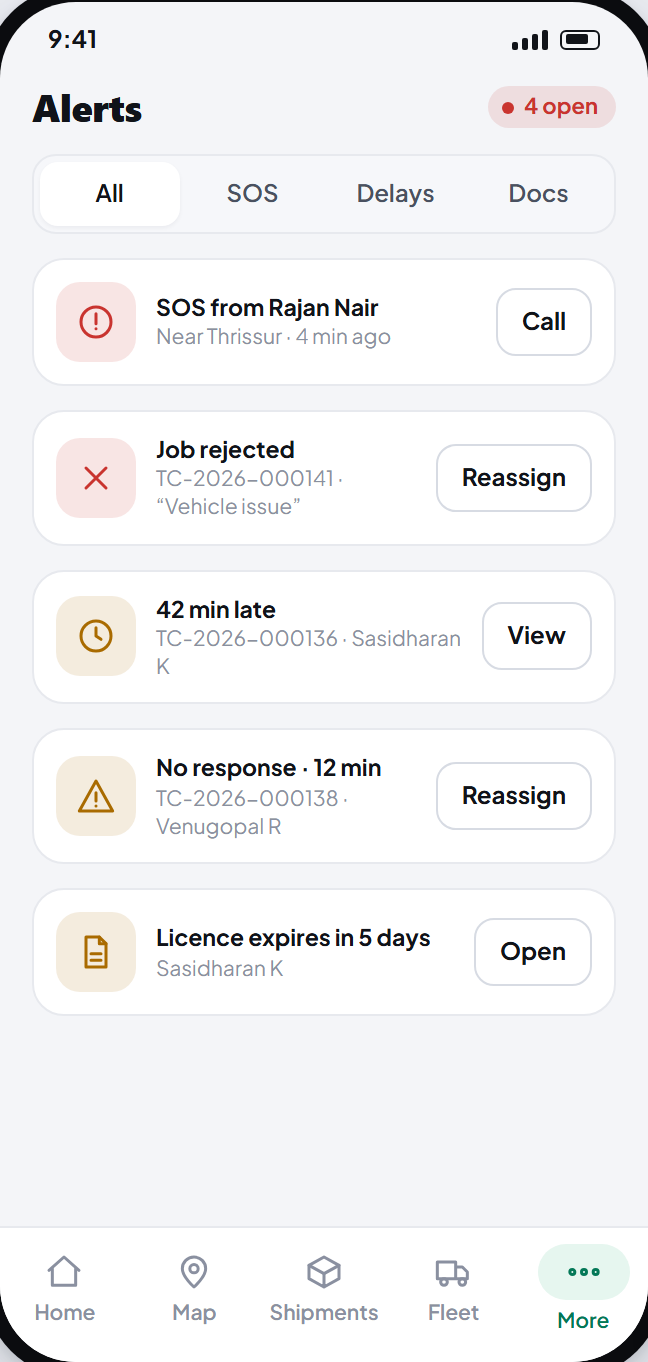 9:41
Alerts
4 open
All
SOS
Delays
Docs
SOS from Rajan Nair
Near Thrissur · 4 min ago
Call
Job rejected
TC-2026-000141 ·
“Vehicle issue”
Reassign
42 min late
TC-2026-000136 · Sasidharan
K
View
No response · 12 min
TC-2026-000138 ·
Venugopal R
Reassign
Licence expires in 5 days
Sasidharan K
Open
Home
Map
Shipments
Fleet
More